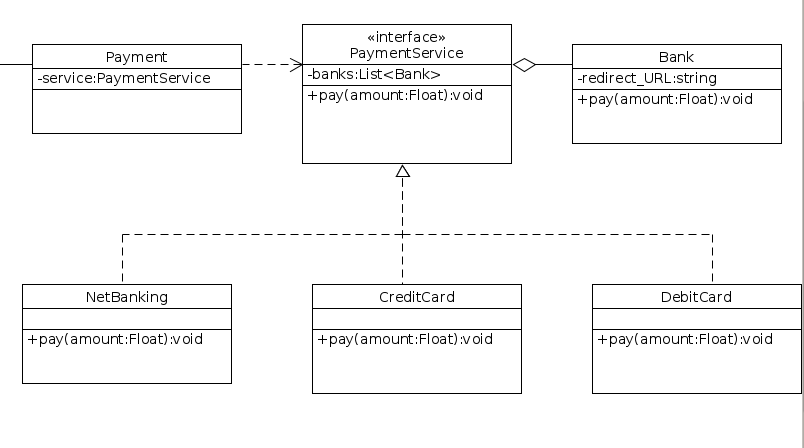 «interface»
PaymentService
-banks:List<Bank>
+pay(amount:Float):void
Payment
-service:PaymentService
Bank
-redirect_URL:string
+pay(amount:Float):void
NetBanking
+pay(amount:Float):void
CreditCard
+pay(amount:Float):void
DebitCard
+pay(amount:Float):void